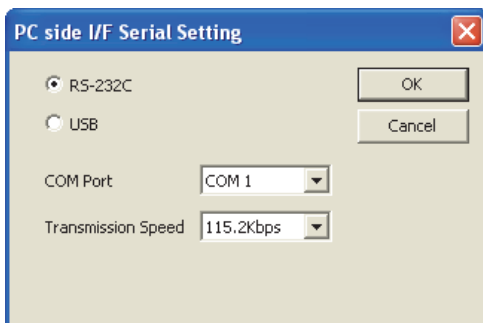 PC side I/F Serial Setting
RS-232C
OK
USB
Cancel
COM Port COM 1
Transmission Speed 115.2Kbps